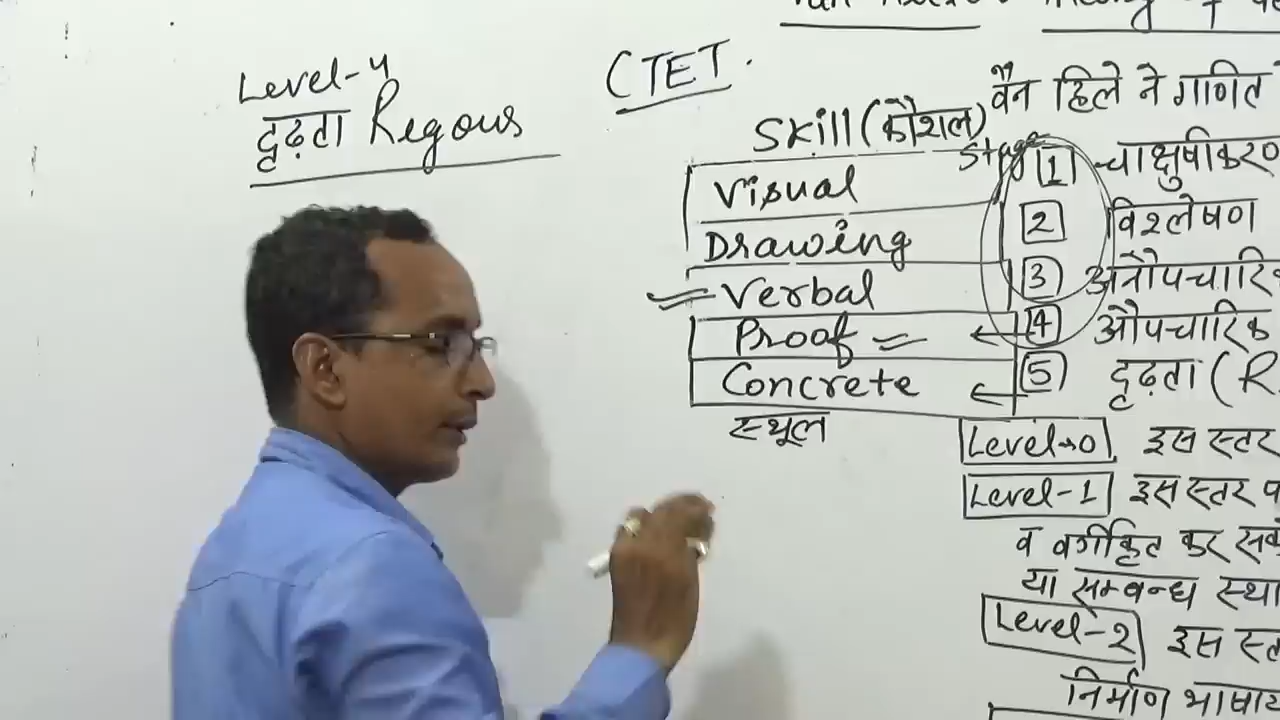 Theory of
Level-4
दृढ़ता Regous
CTET.
वैन हिले ने गणित
Skill (कौशल)
Stage
Visual
1 चाक्षुषीकरण
Drawing
2 विश्लेषण
Verbal
3 अनौपचारिक
Proof
4 औपचारिक
Concrete
5 दृढ़ता (R
स्थूल
Level→0 इस स्तर
Level-1 इस स्तर
व वर्गीकृत कर सक
या सम्बन्ध स्था
Level-2 इस स्त
निर्माण भाषाय